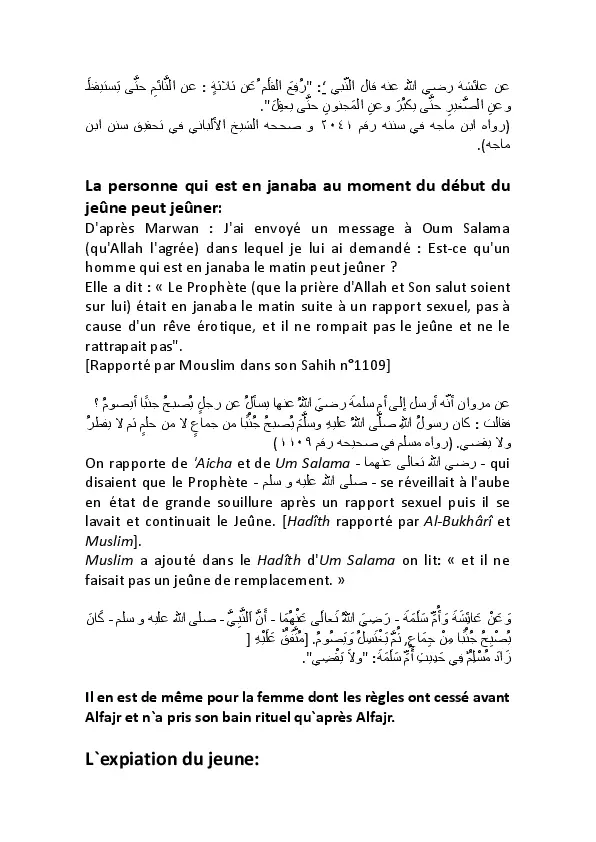 عن عائشة رضي الله عنه قال النّبي ﷺ: "رُفِعَ القلَم ُعَن ثلاثةٍ : عن النَّائمِ حتَّى يَستيقظَ
وعنِ الصَّغيرِ حتَّى يكبُرَ وعنِ المَجنونِ حتَّى يعقِلَ".
(رواه ابن ماجه في سننه رقم ٢٠٤١ و صححه الشيخ الألباني في تحقيق سنن ابن
ماجه).
La personne qui est en janaba au moment du début du
jeûne peut jeûner:
D'après Marwan : J'ai envoyé un message à Oum Salama
(qu'Allah l'agrée) dans lequel je lui ai demandé : Est-ce qu'un
homme qui est en janaba le matin peut jeûner ?
Elle a dit : « Le Prophète (que la prière d'Allah et Son salut soient
sur lui) était en janaba le matin suite à un rapport sexuel, pas à
cause d'un rêve érotique, et il ne rompait pas le jeûne et ne le
rattrapait pas".
[Rapporté par Mouslim dans son Sahih n°1109]
عن مروان أنّه أرسل إلى أم سلمةَ رضيَ اللهُ عنها يسألُ عن رجلٍ يُصبحُ جنبًا أيصومُ ؟
فقالت : كان رسولُ اللهِ صلَّى اللهُ عليهِ وسلَّمَ يُصبحُ جُنُبًا من جماعٍ لا من حلمٍ ثم لا يفطرُ
ولا يقضي. (رواه مسلم في صحيحه رقم ١١٠٩)
On rapporte de ‘Aicha et de Um Salama - رضي الله تعالى عنهما - qui
disaient que le Prophète - صلى الله عليه و سلم - se réveillait à l'aube
en état de grande souillure après un rapport sexuel puis il se
lavait et continuait le Jeûne. [Hadîth rapporté par Al-Bukhârî et
Muslim].
Muslim a ajouté dans le Hadîth d'Um Salama on lit: « et il ne
faisait pas un jeûne de remplacement. »
وَ عَنْ عَائِشَةَ وَأُمِّ سَلَمَةَ - رَضِيَ اللهُ تَعالَى عَنْهُمَا - أَنَّ اَلنَّبِيَّ - صلى الله عليه و سلم - كَانَ
يُصْبِحُ جُنُبًا مِنْ جِمَاعٍ, ثُمَّ يَغْتَسِلُ وَيَصُومُ. [مُتَّفَقٌ عَلَيْهِ [
زَادَ مُسْلِمٌ فِي حَدِيثِ أُمِّ سَلَمَةَ: "ولَا يَقْضِي".
Il en est de même pour la femme dont les règles ont cessé avant
Alfajr et n`a pris son bain rituel qu`après Alfajr.
L`expiation du jeune: